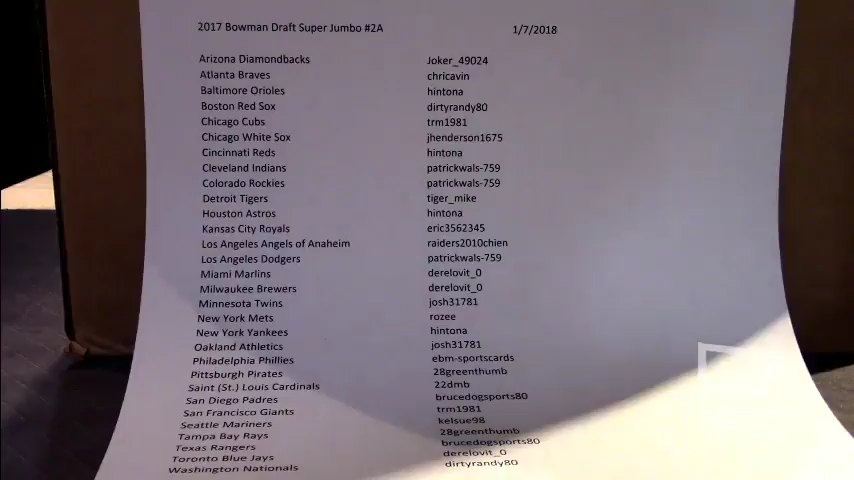 2017 Bowman Draft Super Jumbo #2A 1/7/2018
Arizona Diamondbacks Joker_49024
Atlanta Braves chricavin
Baltimore Orioles hintona
Boston Red Sox dirtyrandy80
Chicago Cubs trm1981
Chicago White Sox jhenderson1675
Cincinnati Reds hintona
Cleveland Indians patrickwals-759
Colorado Rockies patrickwals-759
Detroit Tigers tiger_mike
Houston Astros hintona
Kansas City Royals eric3562345
Los Angeles Angels of Anaheim raiders2010chien
Los Angeles Dodgers patrickwals-759
Miami Marlins derelovit_0
Milwaukee Brewers derelovit_0
Minnesota Twins josh31781
New York Mets rozee
New York Yankees hintona
Oakland Athletics josh31781
Philadelphia Phillies ebm-sportscards
Pittsburgh Pirates 28greenthumb
Saint (St.) Louis Cardinals 22dmb
San Diego Padres brucedogsports80
San Francisco Giants trm1981
Seattle Mariners kelsue98
Tampa Bay Rays 28greenthumb
Texas Rangers brucedogsports80
Toronto Blue Jays derelovit_0
Washington Nationals dirtyrandy80